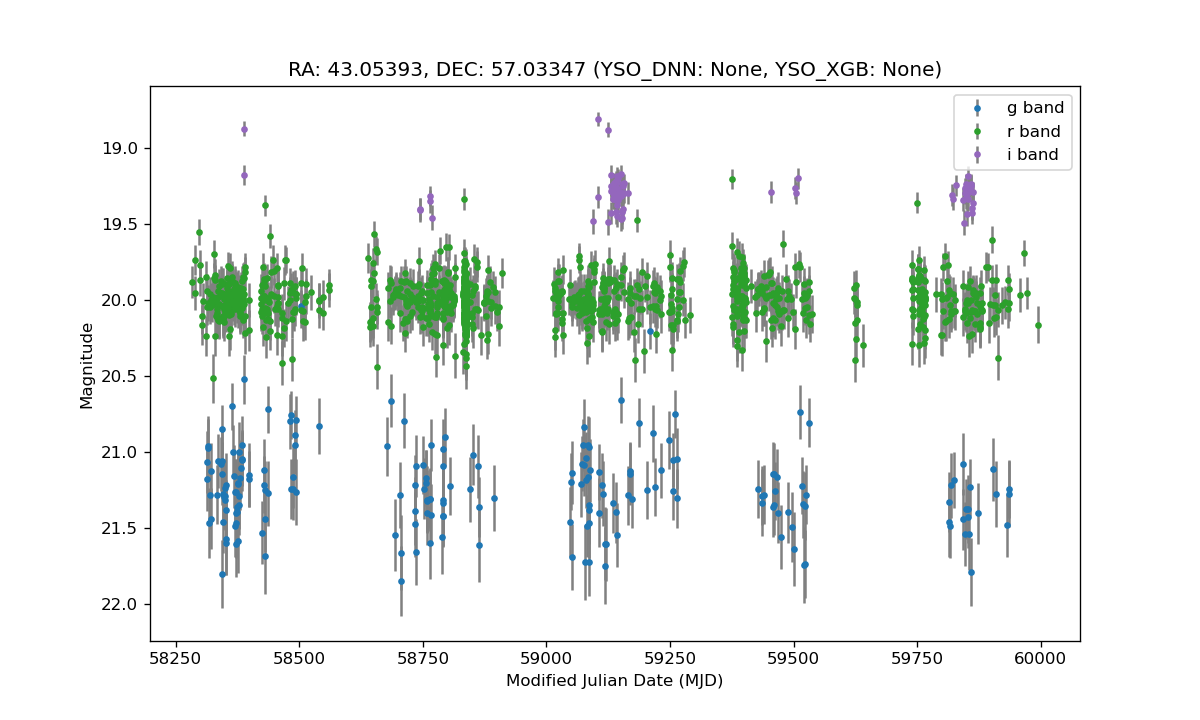 RA: 43.05393, DEC: 57.03347 (YSO_DNN: None, YSO_XGB: None)
g band
r band
i band
19.0
19.5
20.0
20.5
21.0
21.5
22.0
Magnitude
58250 58500 58750 59000 59250 59500 59750 60000
Modified Julian Date (MJD)